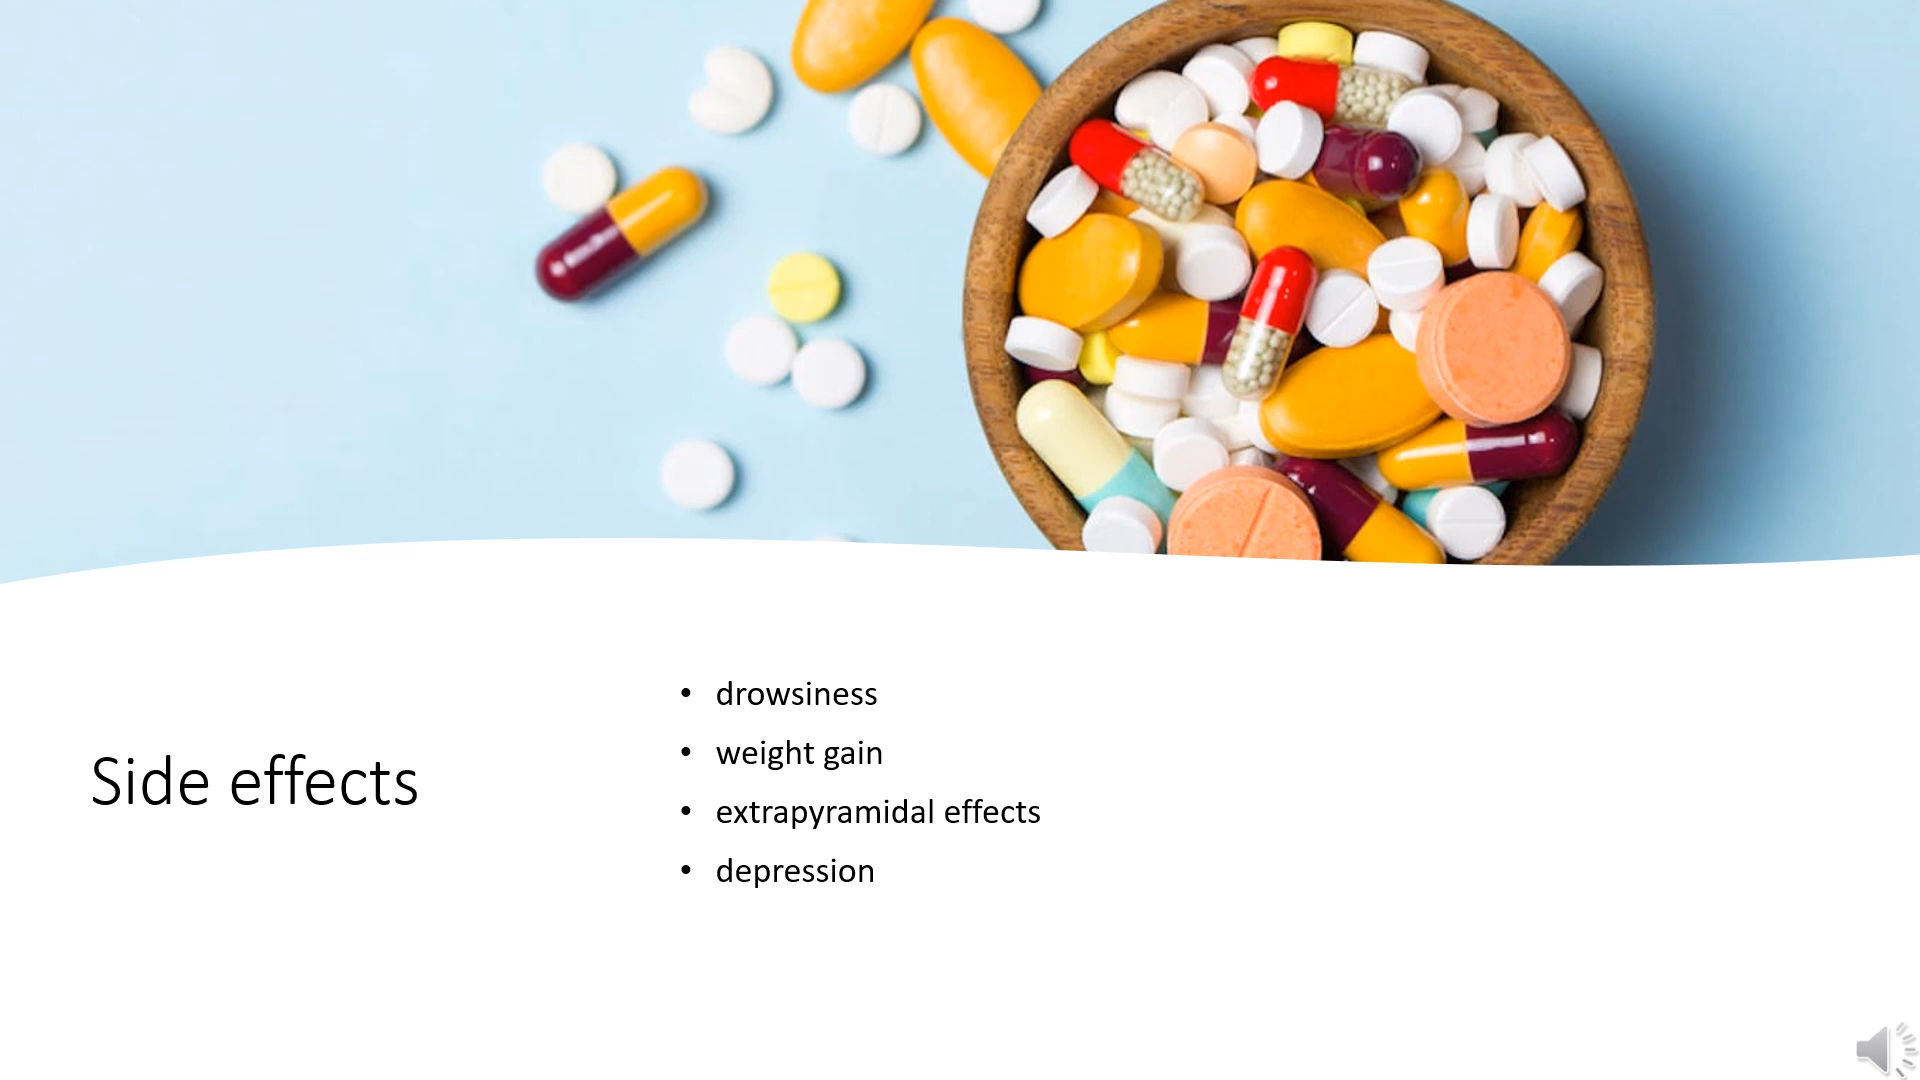 Side effects
• drowsiness
• weight gain
• extrapyramidal effects
• depression